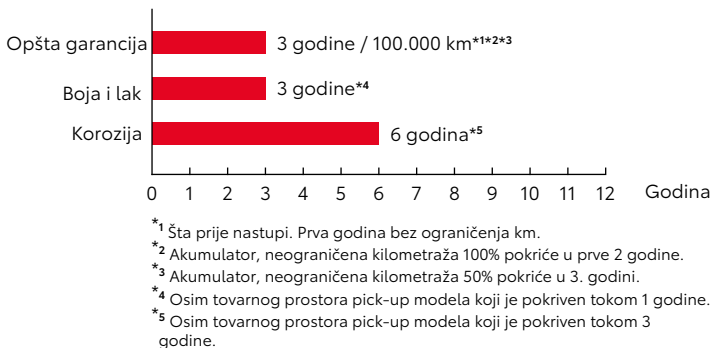 Opšta garancija 3 godine / 100.000 km*1*2*3
Boja i lak 3 godine*4
Korozija 6 godina*5
0 1 2 3 4 5 6 7 8 9 10 11 12 Godina
*1 Šta prije nastupi. Prva godina bez ograničenja km.
*2 Akumulator, neograničena kilometraža 100% pokriće u prve 2 godine.
*3 Akumulator, neograničena kilometraža 50% pokriće u 3. godini.
*4 Osim tovarnog prostora pick-up modela koji je pokriven tokom 1 godine.
*5 Osim tovarnog prostora pick-up modela koji je pokriven tokom 3
godine.